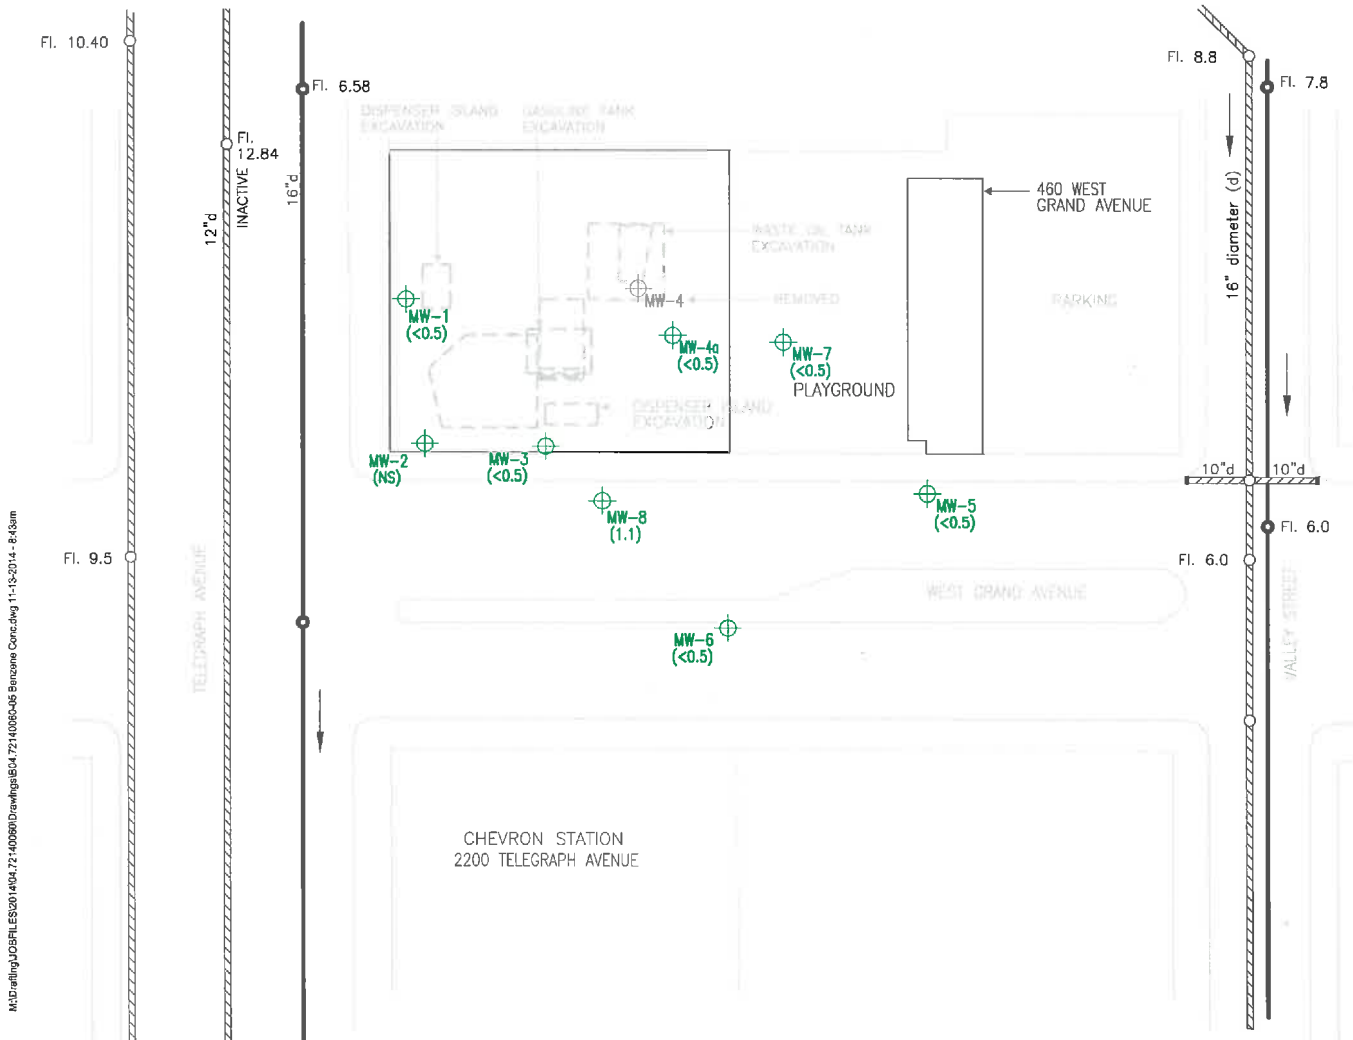 Fl. 10.40
Fl. 6.58
Fl.
12.84
INACTIVE
12"d
16"d
DISPENSER ISLAND
EXCAVATION
GASOLINE TANK
EXCAVATION
Fl. 8.8
Fl. 7.8
460 WEST
GRAND AVENUE
16" diameter (d)
WASTE OIL TANK
EXCAVATION
MW-4
REMOVED
PARKING
MW-1
(<0.5)
MW-4a
(<0.5)
MW-7
(<0.5)
PLAYGROUND
DISPENSER ISLAND
EXCAVATION
MW-2
(NS)
MW-3
(<0.5)
MW-8
(1.1)
MW-5
(<0.5)
10"d
10"d
Fl. 6.0
Fl. 6.0
Fl. 9.5
TELEGRAPH AVENUE
WEST GRAND AVENUE
VALLEY STREET
MW-6
(<0.5)
CHEVRON STATION
2200 TELEGRAPH AVENUE
M:\Drafting\JOBFILES\2014\04.72140060\Drawings\B04.72140060-05 Benzene Conc.dwg 11-13-2014 - 8:43am